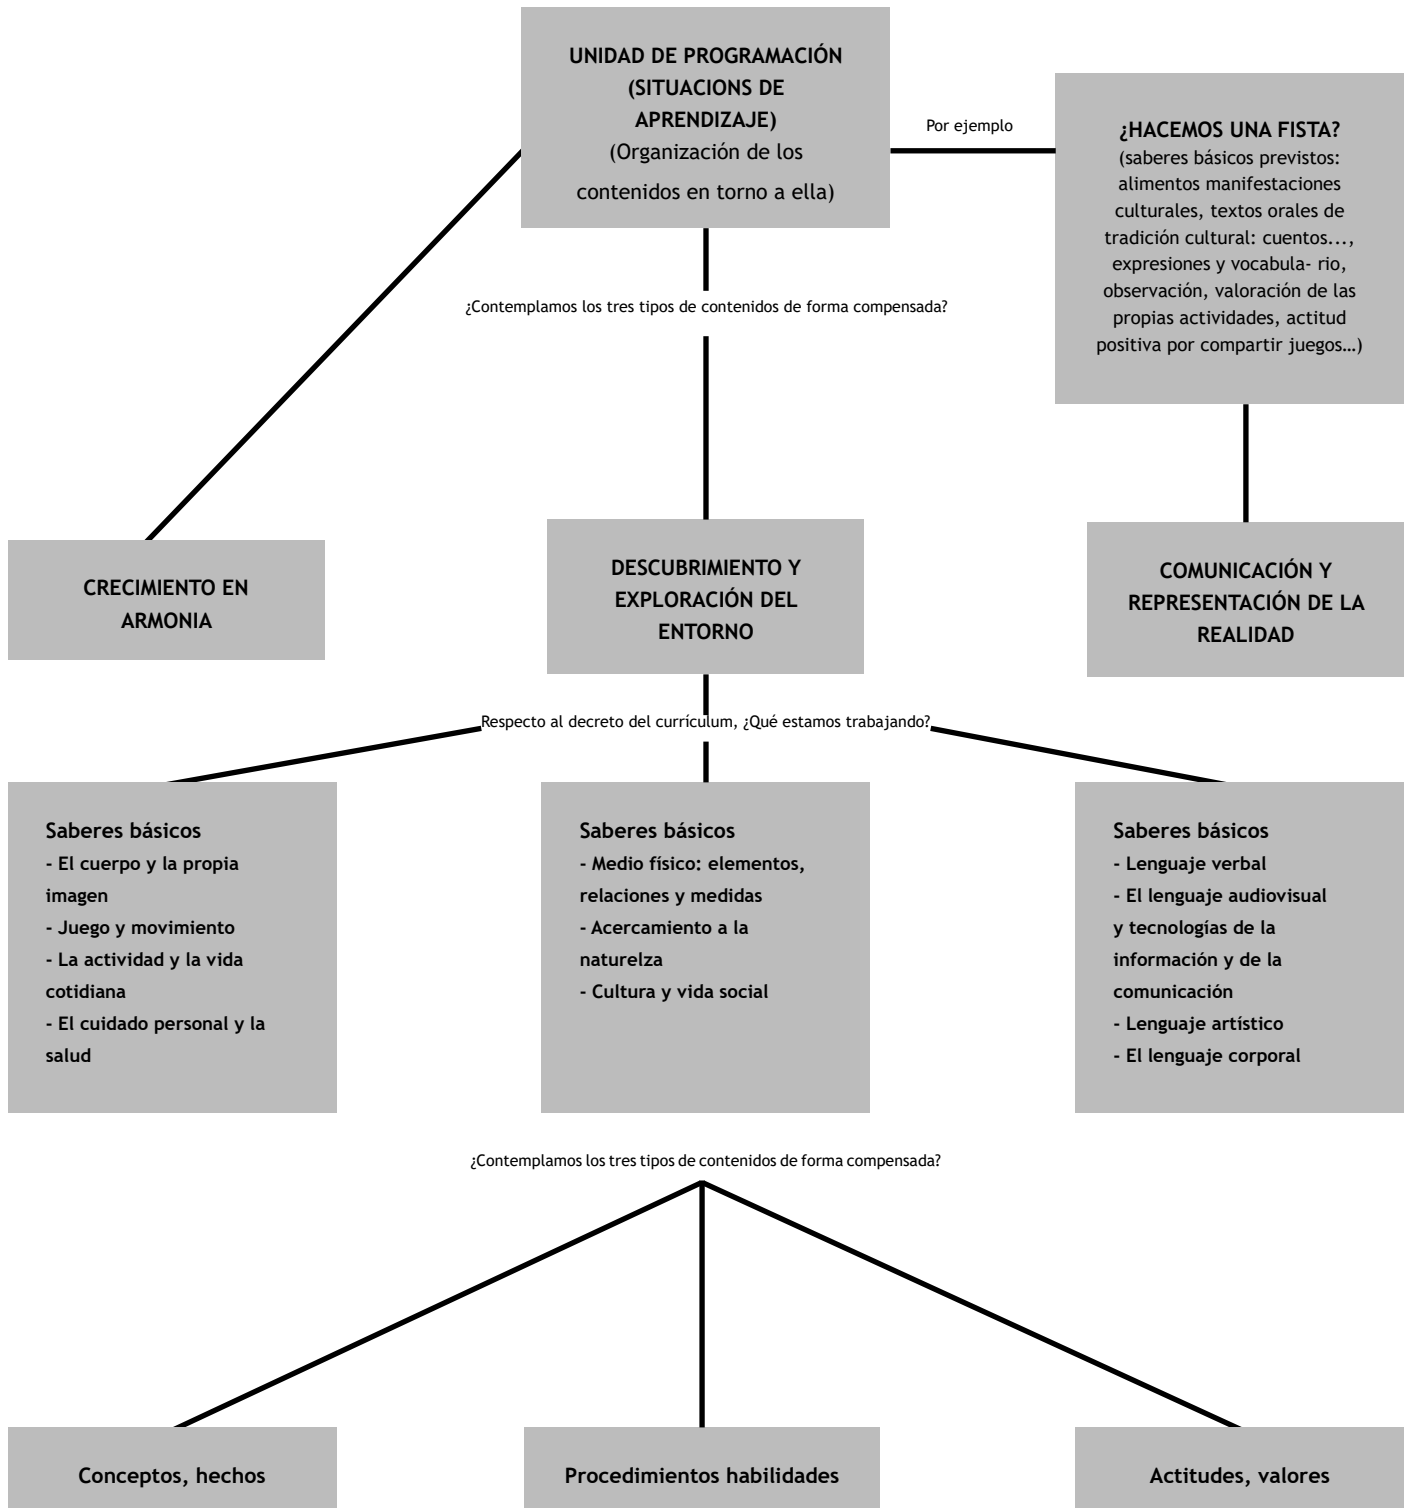 UNIDAD DE PROGRAMACIÓN
(SITUACIONS DE
APRENDIZAJE)
(Organización de los
contenidos en torno a ella)
Por ejemplo
¿HACEMOS UNA FISTA?
(saberes básicos previstos:
alimentos manifestaciones
culturales, textos orales de
tradición cultural: cuentos...,
expresiones y vocabula- rio,
observación, valoración de las
propias actividades, actitud
positiva por compartir juegos…)
¿Contemplamos los tres tipos de contenidos de forma compensada?
CRECIMIENTO EN
ARMONIA
DESCUBRIMIENTO Y
EXPLORACIÓN DEL
ENTORNO
COMUNICACIÓN Y
REPRESENTACIÓN DE LA
REALIDAD
Respecto al decreto del currículum, ¿Qué estamos trabajando?
Saberes básicos
- El cuerpo y la propia
imagen
- Juego y movimiento
- La actividad y la vida
cotidiana
- El cuidado personal y la
salud
Saberes básicos
- Medio físico: elementos,
relaciones y medidas
- Acercamiento a la
naturelza
- Cultura y vida social
Saberes básicos
- Lenguaje verbal
- El lenguaje audiovisual
y tecnologías de la
información y de la
comunicación
- Lenguaje artístico
- El lenguaje corporal
¿Contemplamos los tres tipos de contenidos de forma compensada?
Conceptos, hechos
Procedimientos habilidades
Actitudes, valores